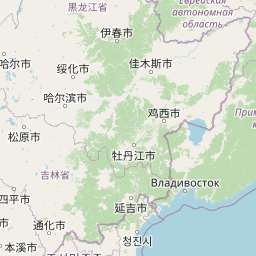 黑龙江省
Еврейская
автономная
область
伊春市
哈尔市
佳木斯市
绥化市
哈尔滨市
鸡西市
松原市
牡丹江市
吉林省
四平市
Владивосток
延吉市
通化市
청진시
本溪市